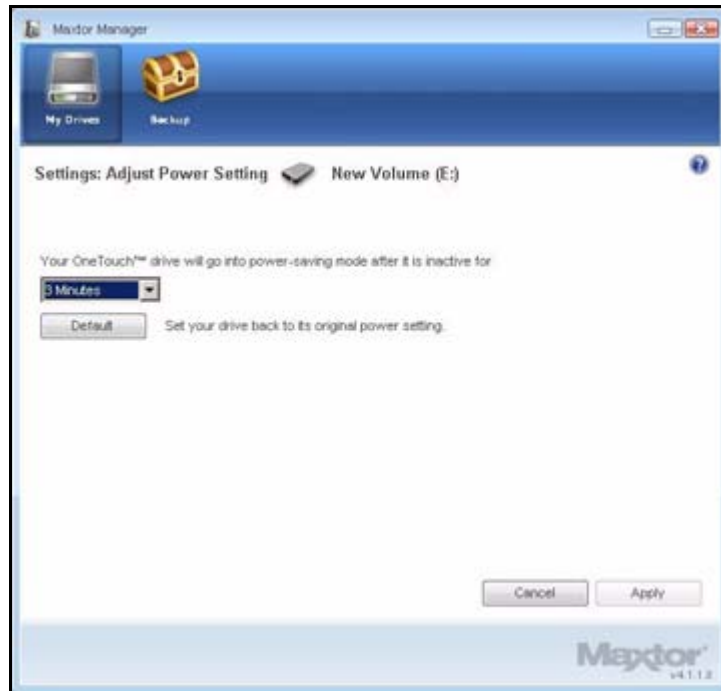 Maxtor Manager
My Drives Backup
Settings: Adjust Power Setting New Volume (E:)
Your OneTouch™ drive will go into power-saving mode after it is inactive for
3 Minutes
Default Set your drive back to its original power setting.
Cancel Apply
Maxtor
v4.1.1.2